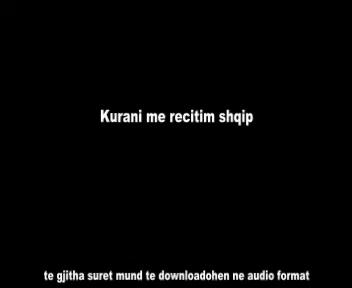 Kurani me recitim shqip
te gjitha suret mund te downloadohen ne audio format